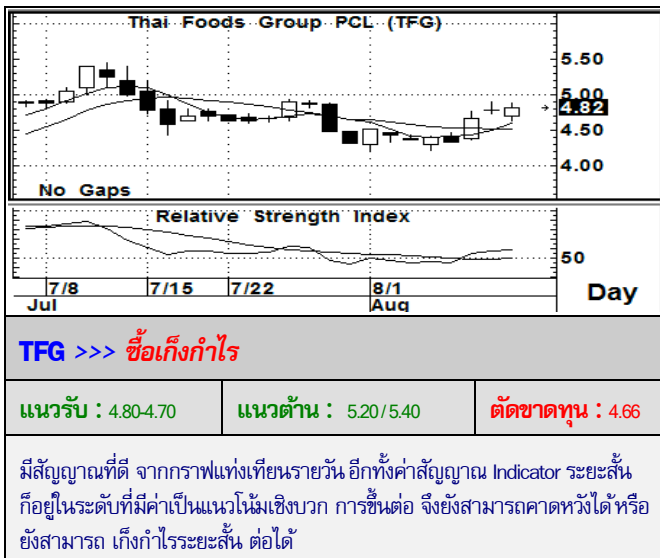 Thai Foods Group PCL (TFG)
5.50
5.00
4.82
4.50
4.00
No Gaps
Relative Strength Index
50
7/8 7/15 7/22 8/1
Jul Aug
Day
TFG >>> ซื้อเก็งกำไร
แนวรับ : 4.80-4.70 แนวต้าน : 5.20/5.40 ตัดขาดทุน : 4.66
มีสัญญาณที่ดี จากกราฟแท่งเทียนรายวัน อีกทั้งค่าสัญญาณ Indicator ระยะสั้น
ก็อยู่ในระดับที่มีค่าเป็นแนวโน้มเชิงบวก การขึ้นต่อ จึงยังสามารถคาดหวังได้ หรือ
ยังสามารถ เก็งกำไรระยะสั้น ต่อได้